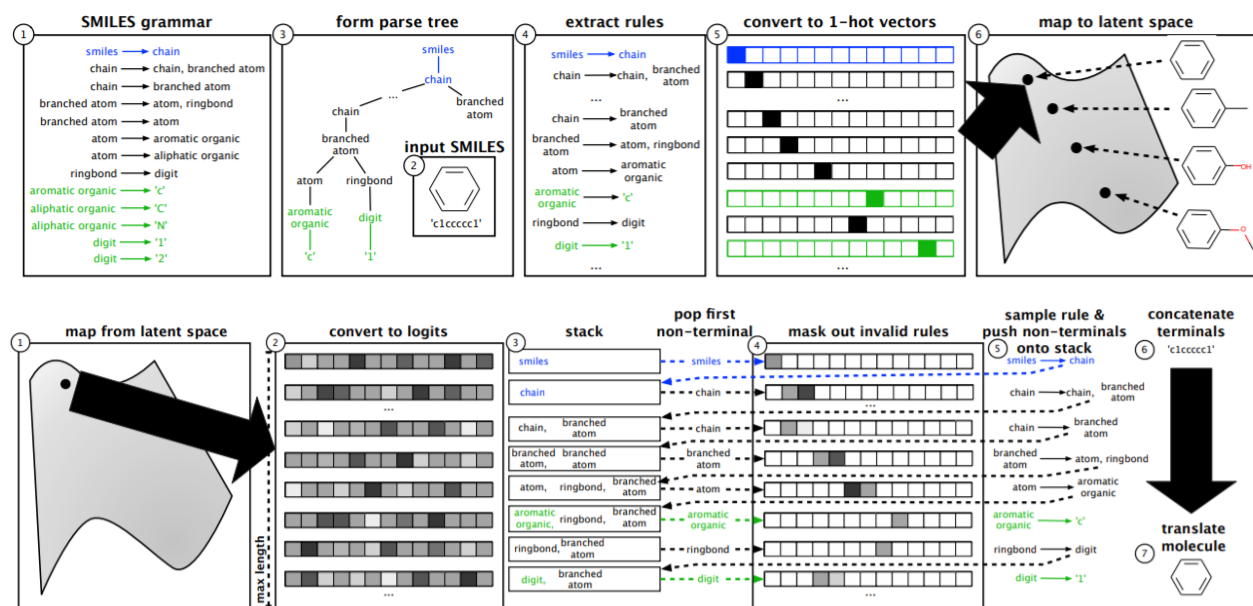 SMILES grammar
1
smiles → chain
chain → chain, branched atom
chain → branched atom
branched atom → atom, ringbond
branched atom → atom
atom → aromatic organic
atom → aliphatic organic
ringbond → digit
aromatic organic → 'c'
aliphatic organic → 'C'
aliphatic organic → 'N'
digit → '1'
digit → '2'
form parse tree
3
smiles
chain
...
branched
atom
chain
branched
atom
atom
ringbond
aromatic
organic
digit
'c'
'1'
input SMILES
2
'c1ccccc1'
extract rules
4
smiles → chain
chain → chain, branched
atom
...
chain → branched
atom
branched
atom → atom, ringbond
atom → aromatic
organic
aromatic
organic → 'c'
ringbond → digit
digit → '1'
...
convert to 1-hot vectors
5
...
...
map to latent space
6
OH
O
map from latent space
1
convert to logits
2
max length
...
...
stack
3
smiles
chain
chain, branched
atom
branched
atom, branched
atom
atom, ringbond, branched
atom
aromatic
organic, ringbond, branched
atom
ringbond, branched
atom
digit, branched
atom
pop first
non-terminal
smiles
chain
chain
branched
atom
atom
aromatic
organic
ringbond
digit
mask out invalid rules
4
...
...
sample rule &
push non-terminals
onto stack
5
smiles → chain
chain → chain, branched
atom
chain → branched
atom
branched
atom → atom, ringbond
atom → aromatic
organic
aromatic
organic → 'c'
ringbond → digit
digit → '1'
concatenate
terminals
6
'c1ccccc1'
translate
molecule
7